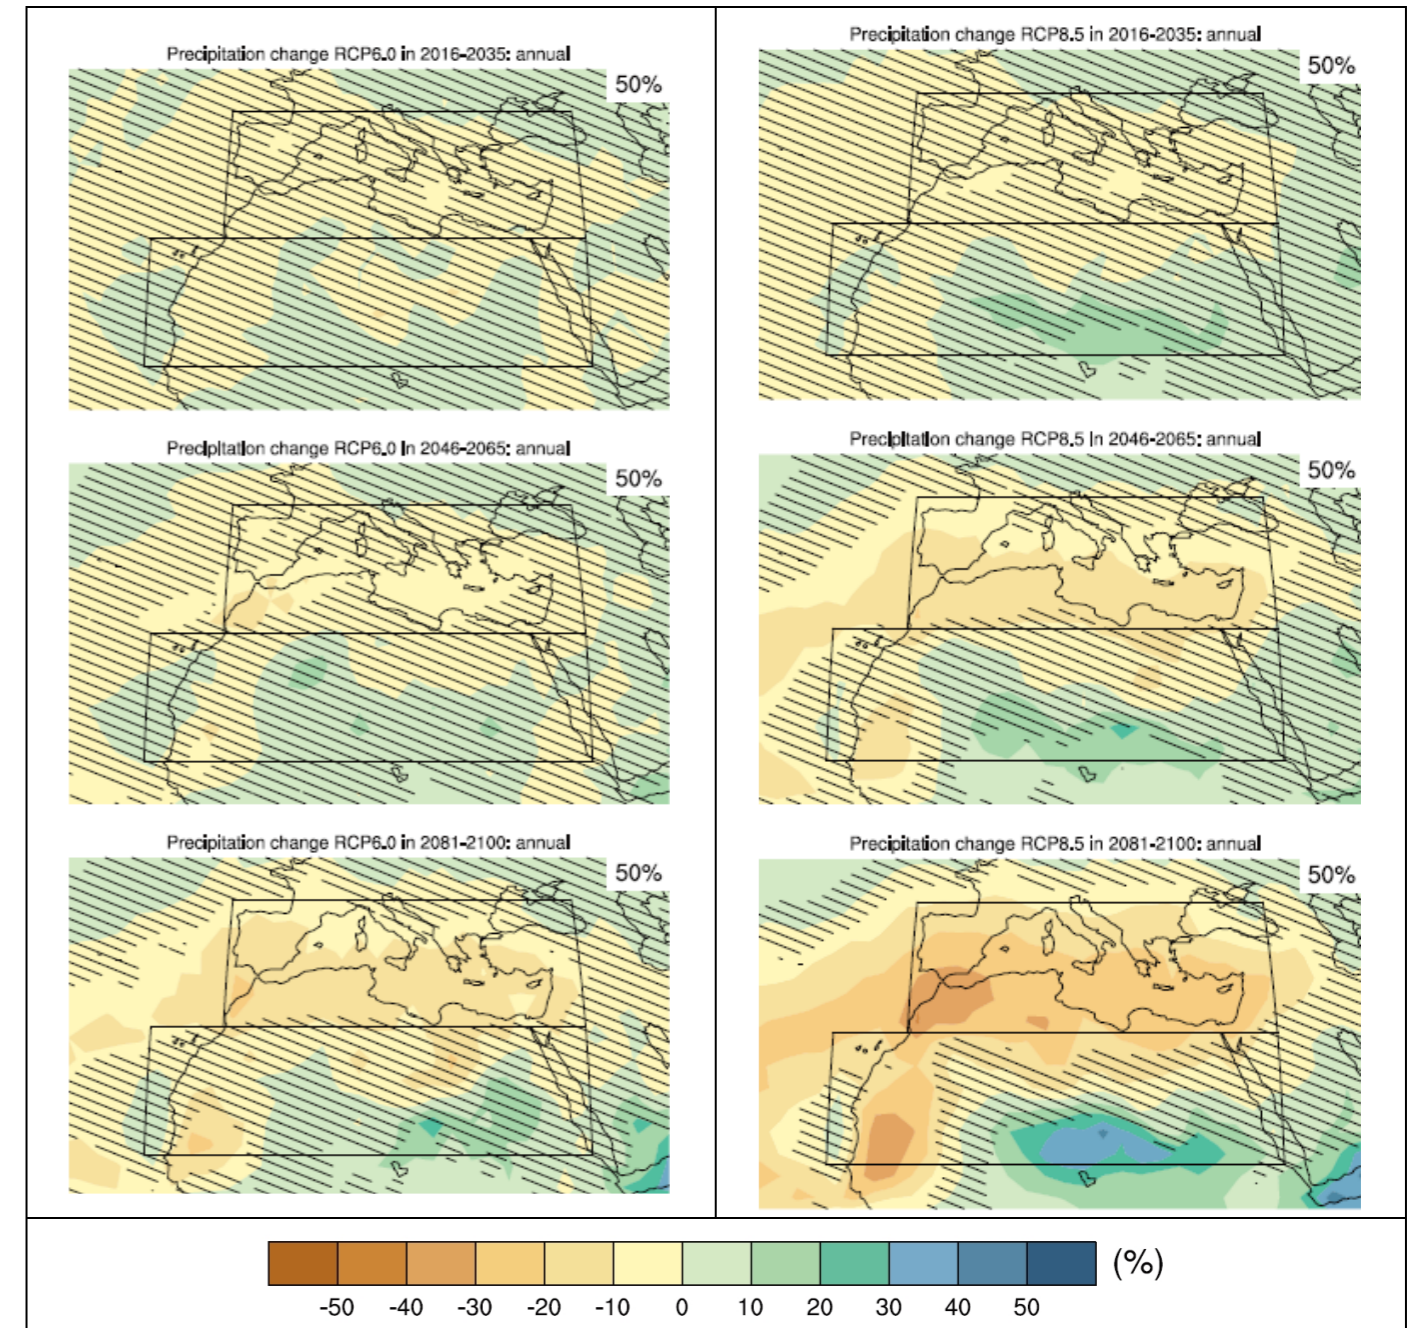 Precipitation change RCP6.0 in 2016-2035: annual
50%
Precipitation change RCP8.5 in 2016-2035: annual
50%
Precipitation change RCP6.0 in 2046-2065: annual
50%
Precipitation change RCP8.5 in 2046-2065: annual
50%
Precipitation change RCP6.0 in 2081-2100: annual
50%
Precipitation change RCP8.5 in 2081-2100: annual
50%
(%)
-50 -40 -30 -20 -10 0 10 20 30 40 50